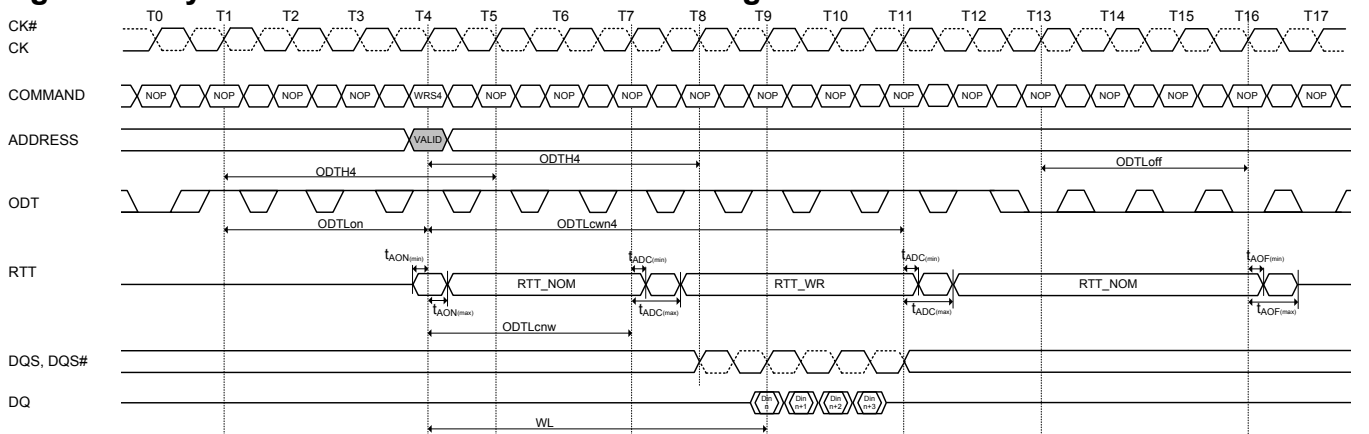 T0 T1 T2 T3 T4 T5 T6 T7 T8 T9 T10 T11 T12 T13 T14 T15 T16 T17
CK#
CK
COMMAND NOP NOP NOP NOP WRS4 NOP NOP NOP NOP NOP NOP NOP NOP NOP NOP NOP NOP NOP
ADDRESS VALID
ODTH4 ODTLoff
ODTH4
ODT
ODTLon ODTLcwn4
tAON(min) tADC(min) tADC(min) tAOF(min)
RTT RTT_NOM RTT_WR RTT_NOM
tAON(max) tADC(max) tADC(max) tAOF(max)
ODTLcnw
DQS, DQS#
DQ Din n Din n+1 Din n+2 Din n+3
WL